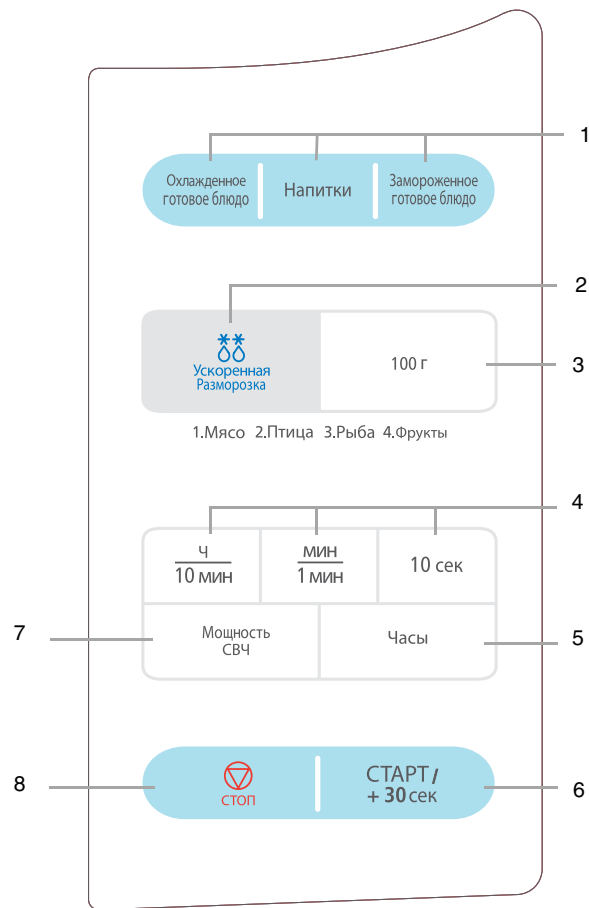 1
Охлажденное
готовое блюдо
Напитки
Замороженное
готовое блюдо
2
Ускоренная
Разморозка
100 г
3
1.Мясо 2.Птица 3.Рыба 4.Фрукты
4
ч
10 мин
мин
1 мин
10 сек
7
Мощность
СВЧ
Часы
5
8
стоп
СТАРТ /
+ 30 сек
6